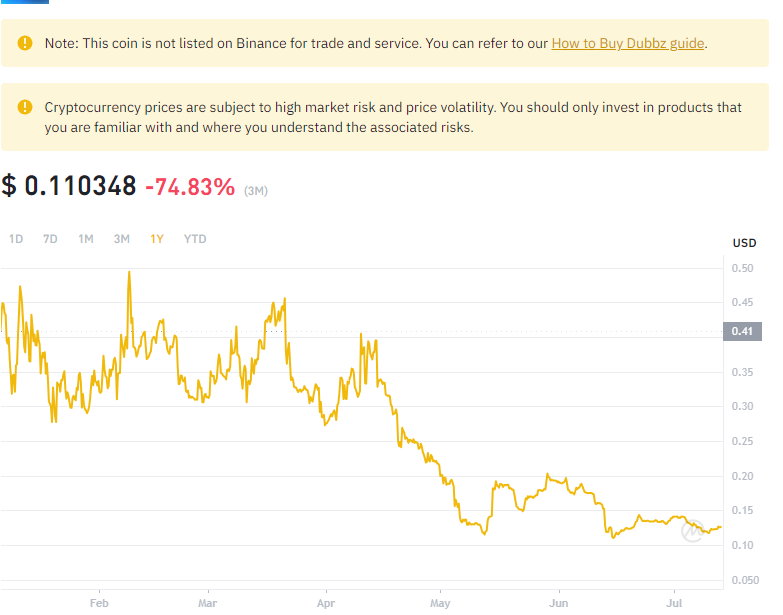 Note: This coin is not listed on Binance for trade and service. You can refer to our How to Buy Dubbz guide.
Cryptocurrency prices are subject to high market risk and price volatility. You should only invest in products that
you are familiar with and where you understand the associated risks.
$ 0.110348 -74.83% (3M)
1D 7D 1M 3M 1Y YTD
USD
0.50
0.45
0.41
0.35
0.30
0.25
0.20
0.15
0.10
0.050
Feb Mar Apr May Jun Jul